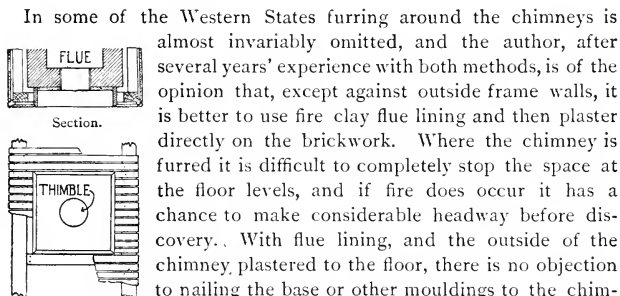 In some of the Western States furring around the chimneys is
almost invariably omitted, and the author, after
several years' experience with both methods, is of the
opinion that, except against outside frame walls, it
is better to use fire clay flue lining and then plaster
directly on the brickwork. Where the chimney is
furred it is difficult to completely stop the space at
the floor levels, and if fire does occur it has a
chance to make considerable headway before dis-
covery. With flue lining, and the outside of the
chimney plastered to the floor, there is no objection
to nailing the base or other mouldings to the chim-
FLUE
Section.
THIMBLE